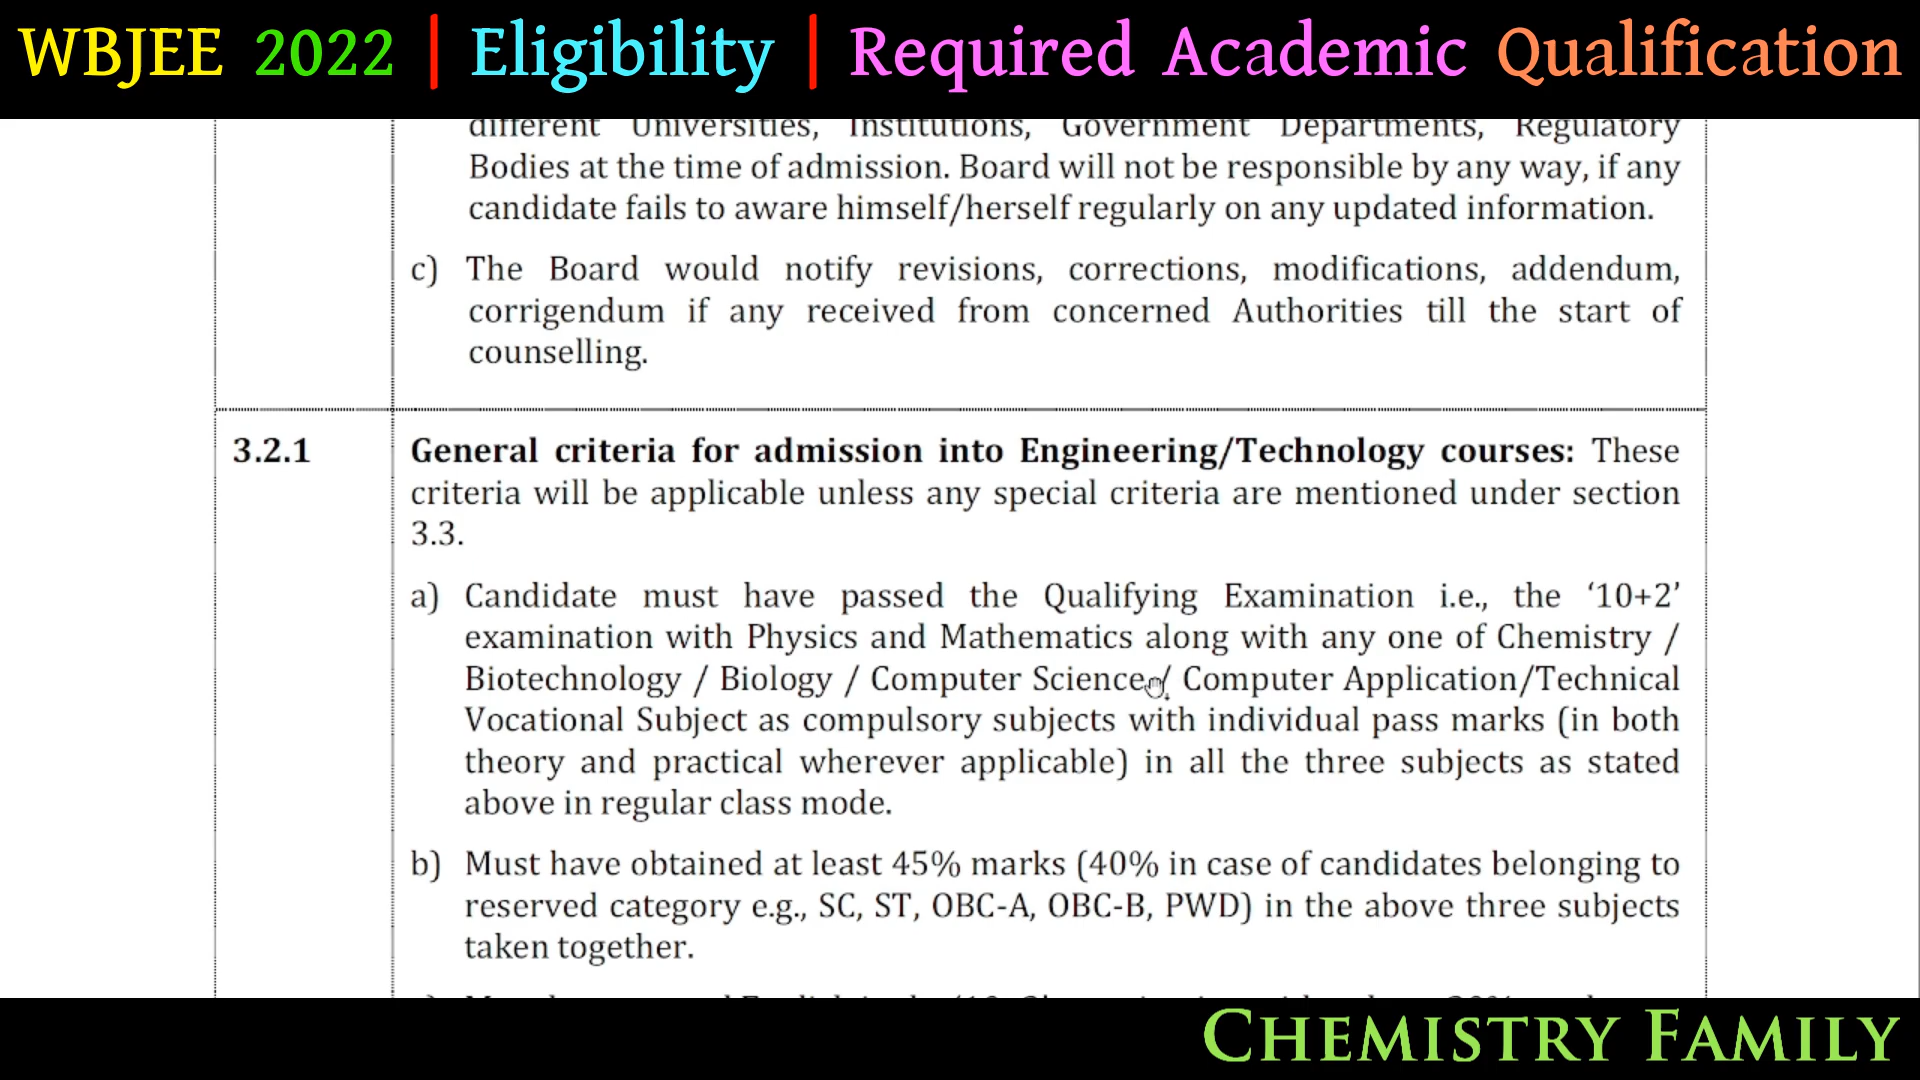 WBJEE 2022 | Eligibility | Required Academic Qualification
different Universities, Institutions, Government Departments, Regulatory
Bodies at the time of admission. Board will not be responsible by any way, if any
candidate fails to aware himself/herself regularly on any updated information.
c) The Board would notify revisions, corrections, modifications, addendum,
corrigendum if any received from concerned Authorities till the start of
counselling.
3.2.1 General criteria for admission into Engineering/Technology courses: These
criteria will be applicable unless any special criteria are mentioned under section
3.3.
a) Candidate must have passed the Qualifying Examination i.e., the ‘10+2’
examination with Physics and Mathematics along with any one of Chemistry /
Biotechnology / Biology / Computer Science / Computer Application/Technical
Vocational Subject as compulsory subjects with individual pass marks (in both
theory and practical wherever applicable) in all the three subjects as stated
above in regular class mode.
b) Must have obtained at least 45% marks (40% in case of candidates belonging to
reserved category e.g., SC, ST, OBC-A, OBC-B, PWD) in the above three subjects
taken together.
CHEMISTRY FAMILY